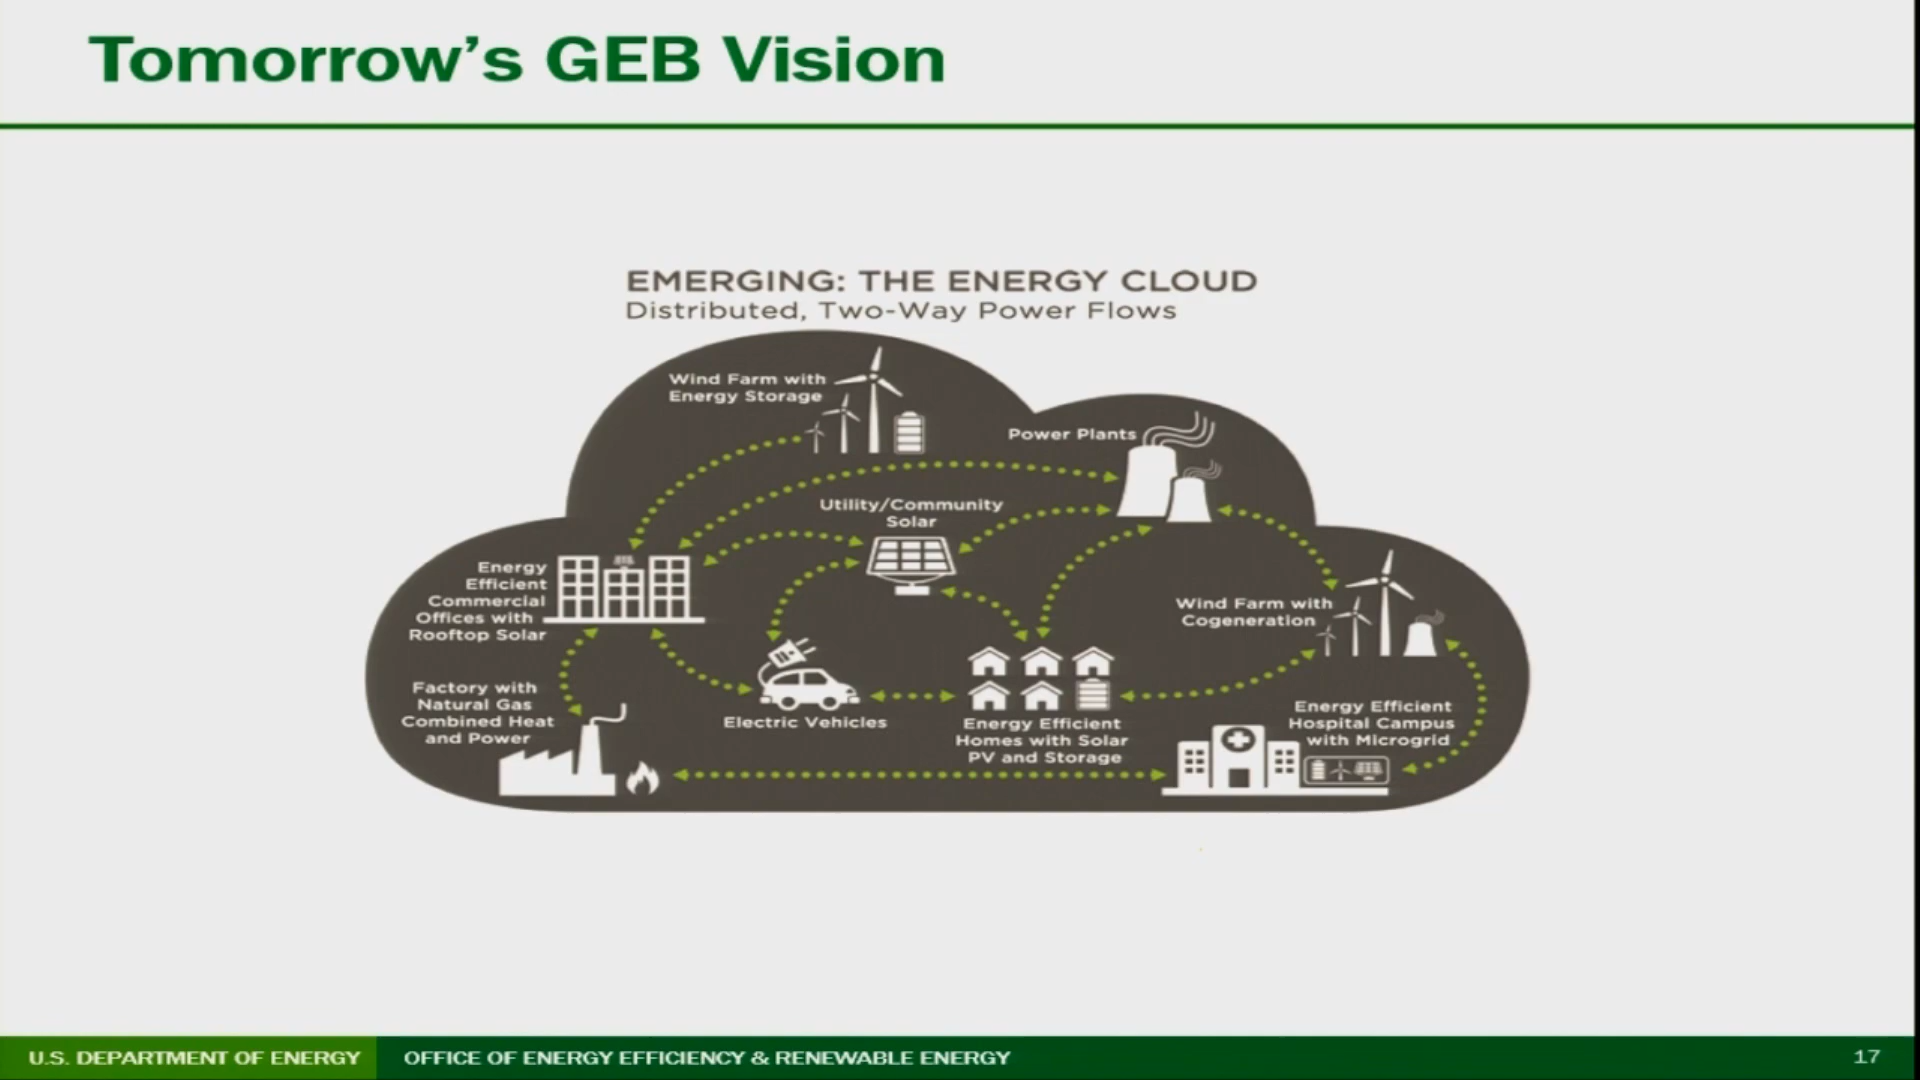 Tomorrow's GEB Vision
EMERGING: THE ENERGY CLOUD
Distributed, Two-Way Power Flows
Wind Farm with
Energy Storage
Power Plants
Utility/Community
Solar
Energy
Efficient
Commercial
Offices with
Rooftop Solar
Wind Farm with
Cogeneration
Factory with
Natural Gas
Combined Heat
and Power
Electric Vehicles
Energy Efficient
Homes with Solar
PV and Storage
Energy Efficient
Hospital Campus
with Microgrid
U.S. DEPARTMENT OF ENERGY
OFFICE OF ENERGY EFFICIENCY & RENEWABLE ENERGY
17